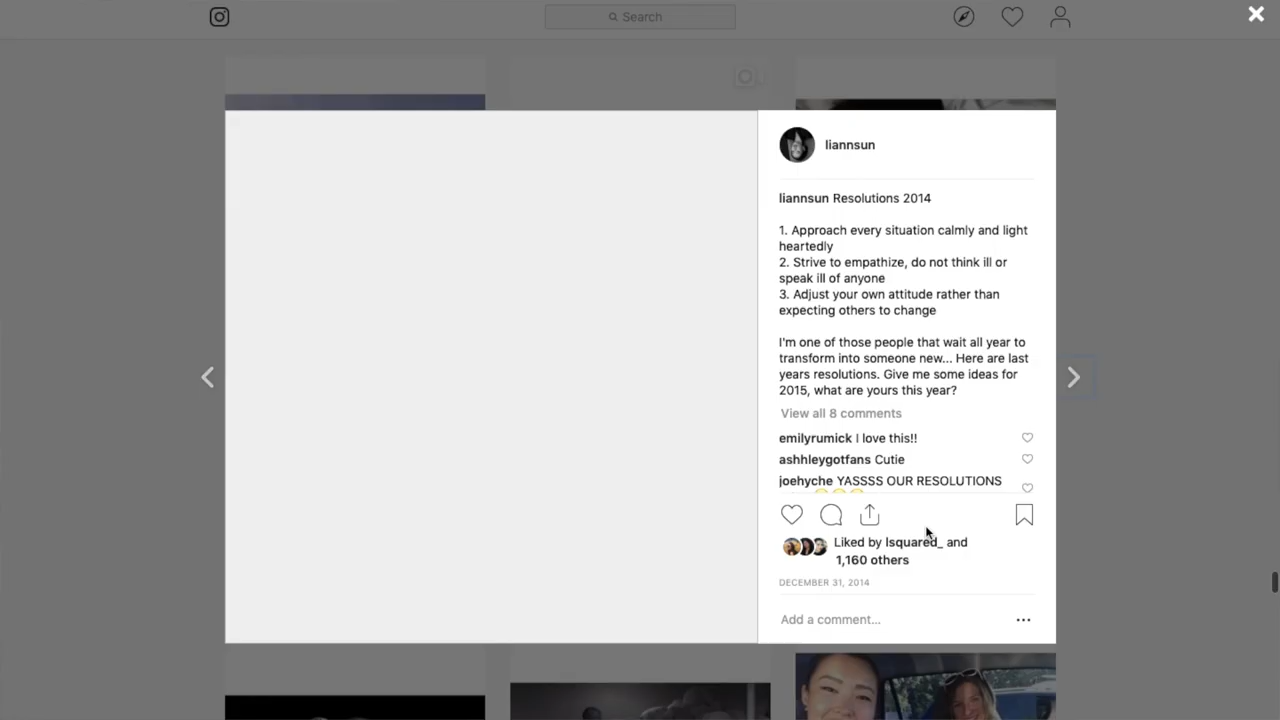 Search
liannsun
liannsun Resolutions 2014
1. Approach every situation calmly and light
heartedly
2. Strive to empathize, do not think ill or
speak ill of anyone
3. Adjust your own attitude rather than
expecting others to change
I'm one of those people that wait all year to
transform into someone new... Here are last
years resolutions. Give me some ideas for
2015, what are yours this year?
View all 8 comments
emilyrumick I love this!!
ashhleygotfans Cutie
joehyche YASSSS OUR RESOLUTIONS
Liked by lsquared_ and
1,160 others
DECEMBER 31, 2014
Add a comment...